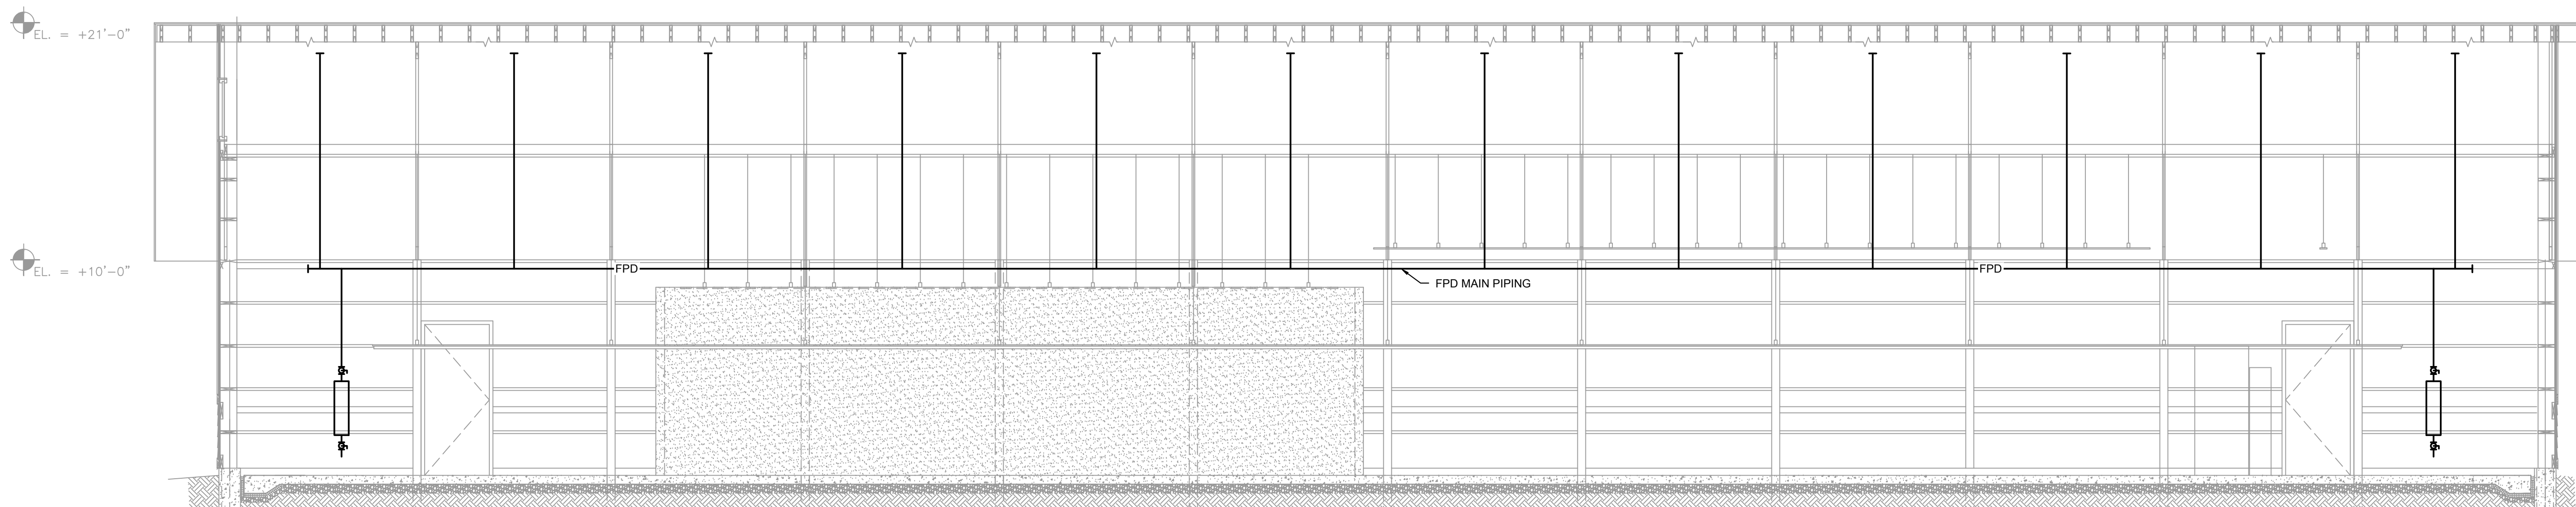 EL. = +21'-0"
EL. = +10'-0"
FPD
FPD
FPD MAIN PIPING